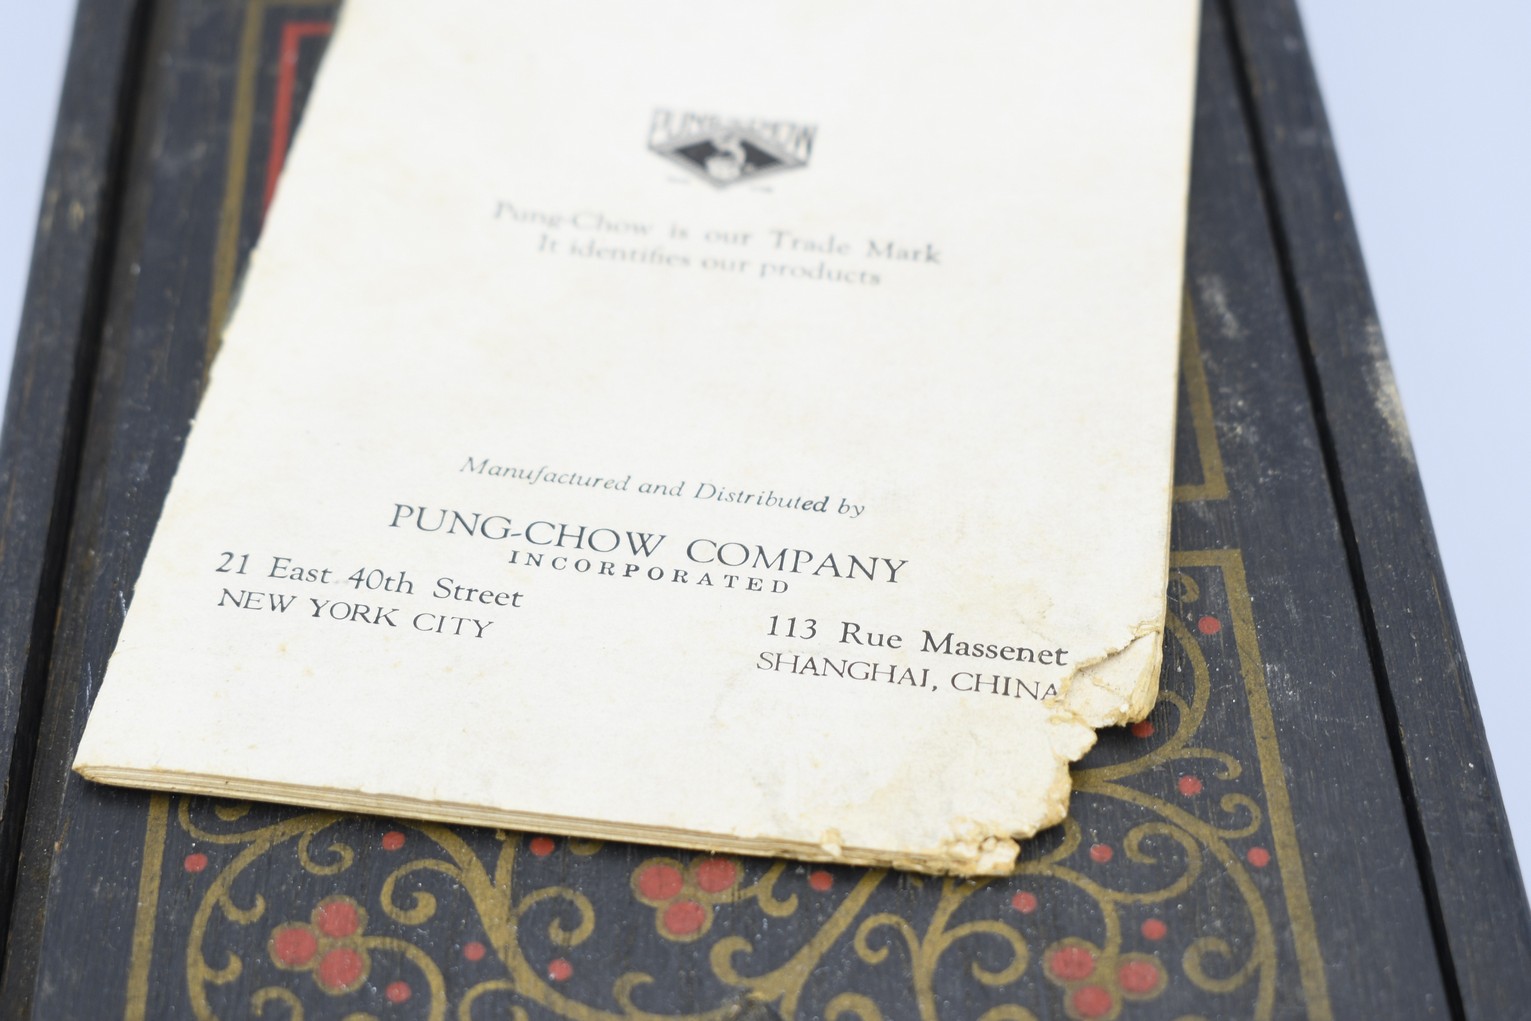 PUNG-CHOW
Pung-Chow is our Trade Mark
It identifies our products
Manufactured and Distributed by
PUNG-CHOW COMPANY
INCORPORATED
21 East 40th Street
NEW YORK CITY
113 Rue Massenet
SHANGHAI, CHINA